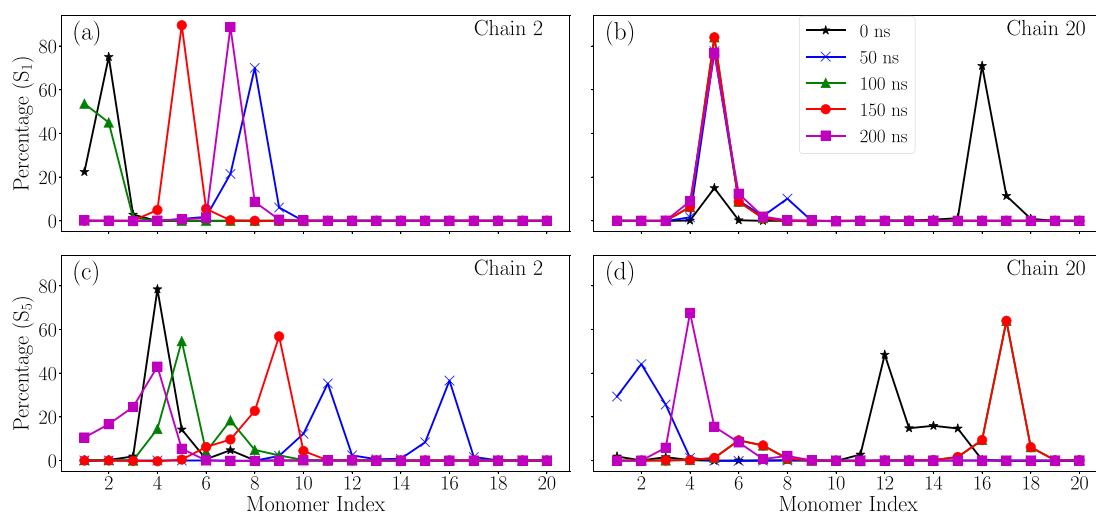 (a) Chain 2
(b) Chain 20
0 ns
50 ns
100 ns
150 ns
200 ns
Percentage (S₁)
80
60
40
20
0
(c) Chain 2
(d) Chain 20
Percentage (S₅)
80
60
40
20
0
2 4 6 8 10 12 14 16 18 20
2 4 6 8 10 12 14 16 18 20
Monomer Index
Monomer Index